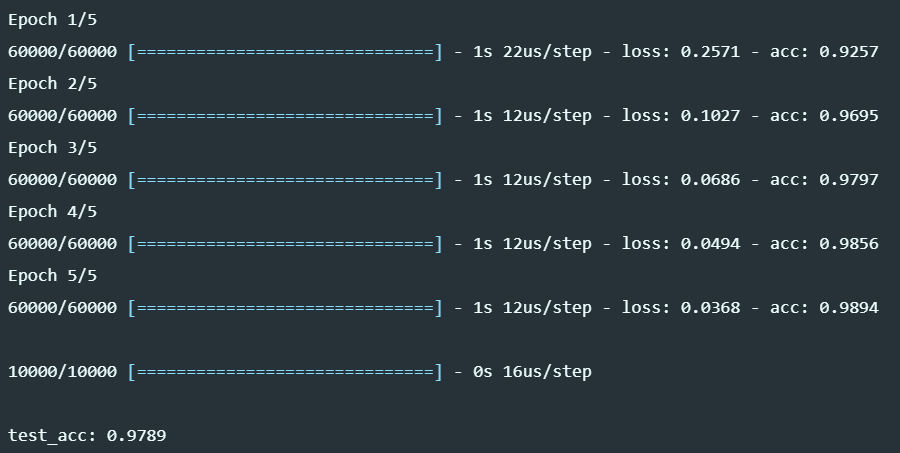 Epoch 1/5
60000/60000 [==============================] - 1s 22us/step - loss: 0.2571 - acc: 0.9257
Epoch 2/5
60000/60000 [==============================] - 1s 12us/step - loss: 0.1027 - acc: 0.9695
Epoch 3/5
60000/60000 [==============================] - 1s 12us/step - loss: 0.0686 - acc: 0.9797
Epoch 4/5
60000/60000 [==============================] - 1s 12us/step - loss: 0.0494 - acc: 0.9856
Epoch 5/5
60000/60000 [==============================] - 1s 12us/step - loss: 0.0368 - acc: 0.9894
10000/10000 [==============================] - 0s 16us/step
test_acc: 0.9789